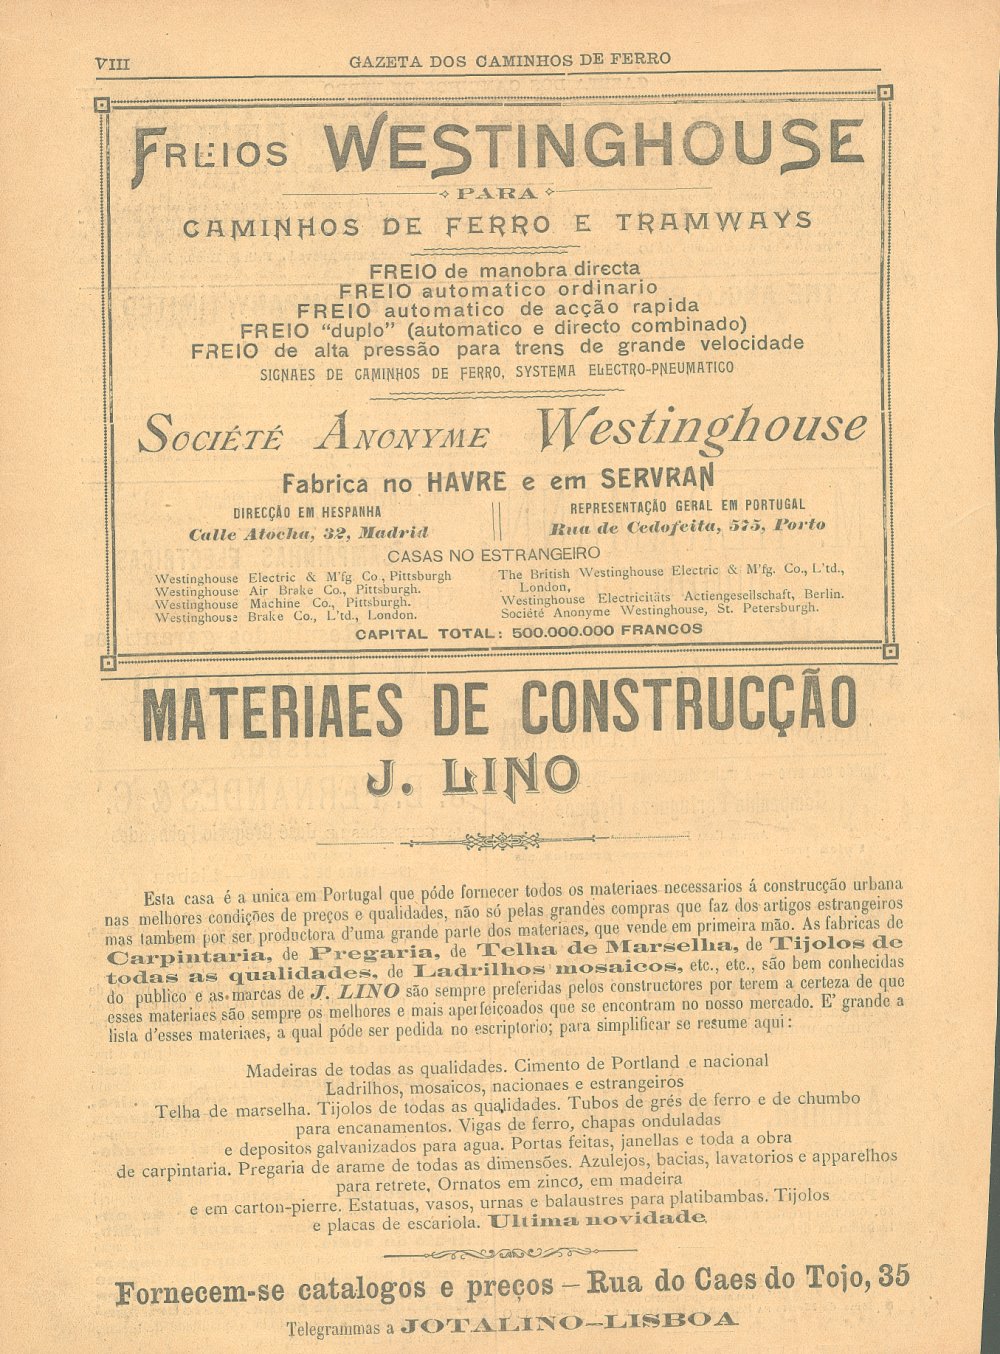 VIII
GAZETA DOS CAMINHOS DE FERRO
FREIOS WESTINGHOUSE
PARA
CAMINHOS DE FERRO E TRAMWAYS
FREIO de manobra directa
FREIO automatico ordinario
FREIO automatico de acção rapida
FREIO "duplo" (automatico e directo combinado)
FREIO de alta pressão para trens de grande velocidade
SIGNAES DE CAMINHOS DE FERRO, SYSTEMA ELECTRO-PNEUMATICO
SOCIÉTÉ ANONYME Westinghouse
Fabrica no HAVRE e em SERVRAN
DIRECÇÃO EM HESPANHA
Calle Atocha, 32, Madrid
REPRESENTAÇÃO GERAL EM PORTUGAL
Rua de Cedofeita, 575, Porto
CASAS NO ESTRANGEIRO
Westinghouse Electric & M'fg Co, Pittsburgh
Westinghouse Air Brake Co., Pittsburgh.
Westinghouse Machine Co., Pittsburgh.
Westinghouse Brake Co., L'td., London.
The British Westinghouse Electric & M'fg. Co., L'td.,
London,
Westinghouse Electricitäts Actiengesellschaft, Berlin.
Société Anonyme Westinghouse, St. Petersburgh.
CAPITAL TOTAL: 500.000.000 FRANCOS
MATERIAES DE CONSTRUCÇÃO
J. LINO
Esta casa é a unica em Portugal que póde fornecer todos os materiaes necessarios á construcção urbana
nas melhores condições de preços e qualidades, não só pelas grandes compras que faz dos artigos estrangeiros
mas tambem por ser productora d'uma grande parte dos materiaes, que vende em primeira mão. As fabricas de
Carpintaria, de Pregaria, de Telha de Marselha, de Tijolos de
todas as qualidades, de Ladrilhos mosaicos, etc., etc., são bem conhecidas
do publico e as marcas de J. LINO são sempre preferidas pelos constructores por terem a certeza de que
esses materiaes são sempre os melhores e mais aperfeiçoados que se encontram no nosso mercado. E' grande a
lista d'esses materiaes, a qual póde ser pedida no escriptorio; para simplificar se resume aqui:
Madeiras de todas as qualidades. Cimento de Portland e nacional
Ladrilhos, mosaicos, nacionaes e estrangeiros
Telha de marselha. Tijolos de todas as qualidades. Tubos de grés de ferro e de chumbo
para encanamentos. Vigas de ferro, chapas onduladas
e depositos galvanizados para agua. Portas feitas, janellas e toda a obra
de carpintaria. Pregaria de arame de todas as dimensões. Azulejos, bacias, lavatorios e apparelhos
para retrete, Ornatos em zinco, em madeira
e em carton-pierre. Estatuas, vasos, urnas e balaustres para platibambas. Tijolos
e placas de escariola. Ultima novidade
Fornecem-se catalogos e preços — Rua do Caes do Tojo, 35
Telegrammas a JOTALINO—LISBOA